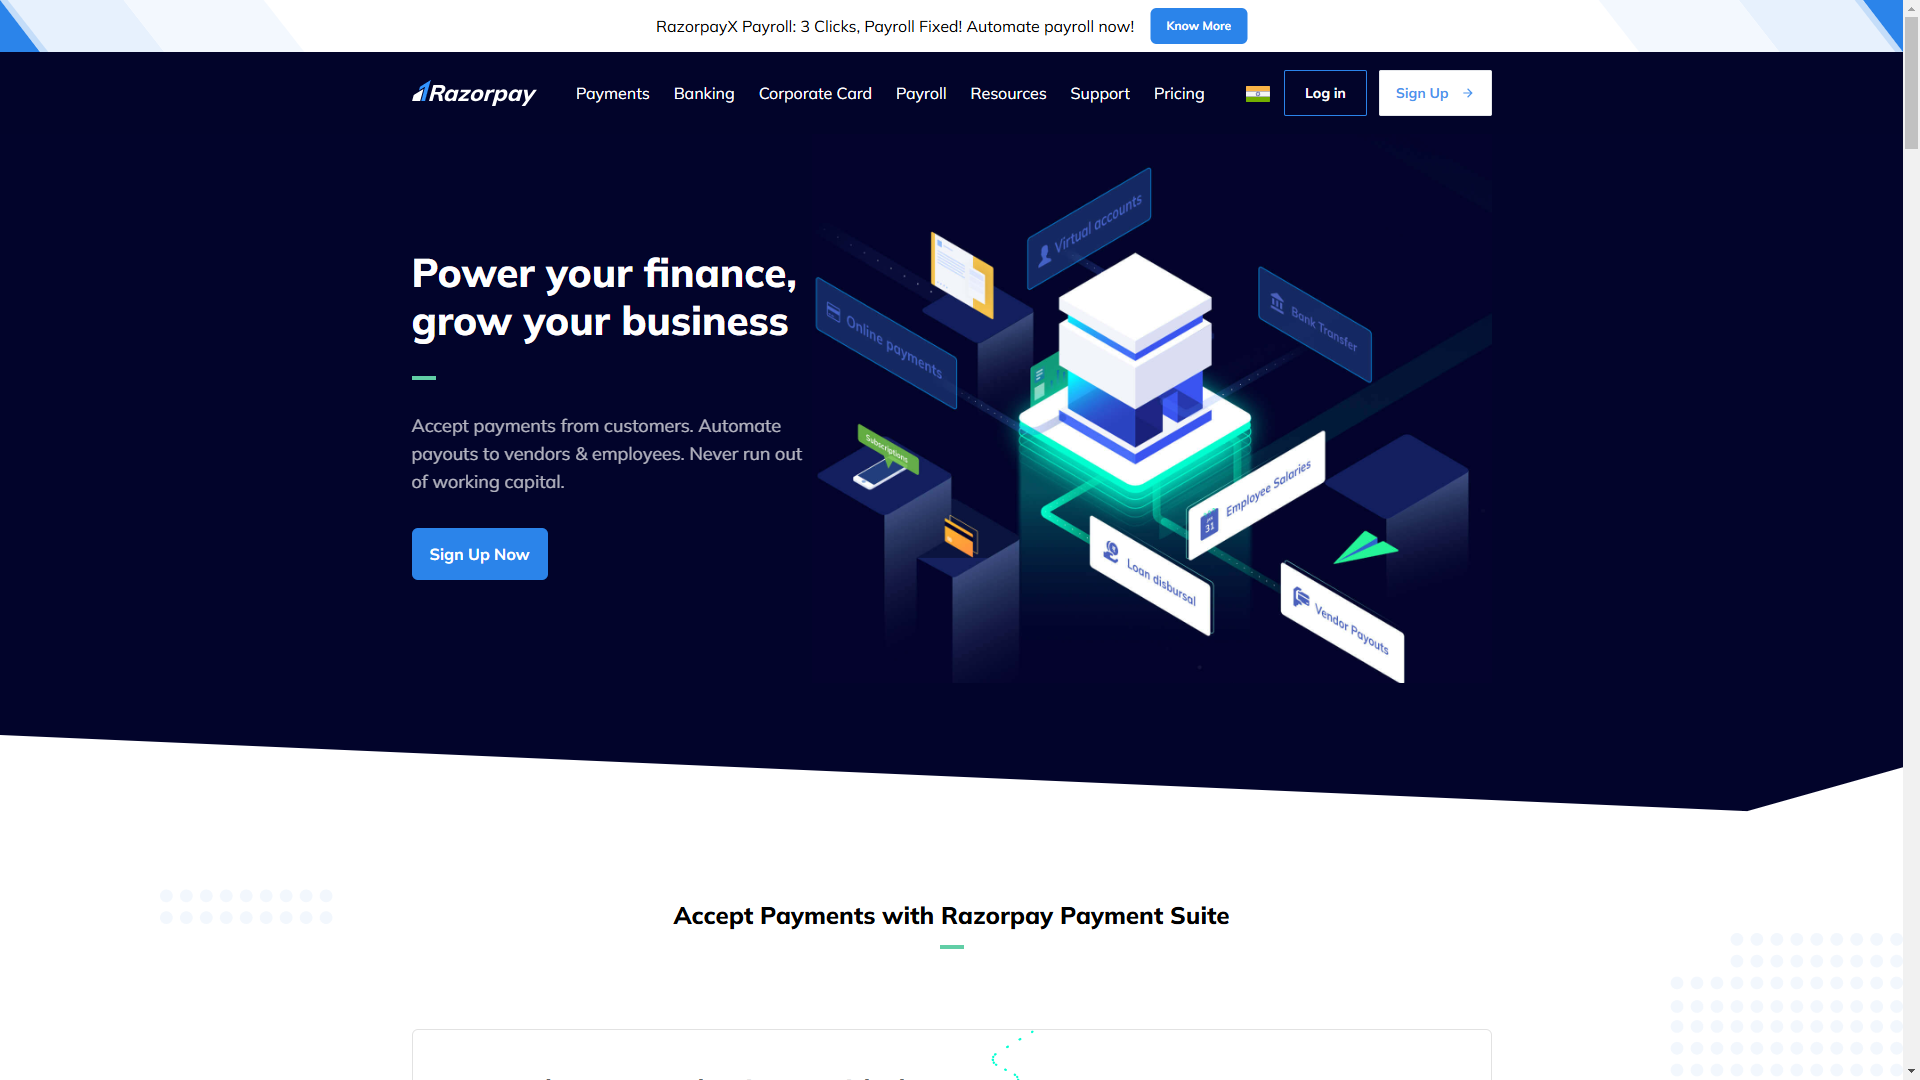 RazorpayX Payroll: 3 Clicks, Payroll Fixed! Automate payroll now!
Know More
Razorpay
Payments
Banking
Corporate Card
Payroll
Resources
Support
Pricing
Log in
Sign Up
Power your finance,
grow your business
Accept payments from customers. Automate
payouts to vendors & employees. Never run out
of working capital.
Sign Up Now
Virtual accounts
Online payments
Bank Transfer
Subscriptions
Employee Salaries
31
Loan disbursal
Vendor Payouts
Accept Payments with Razorpay Payment Suite